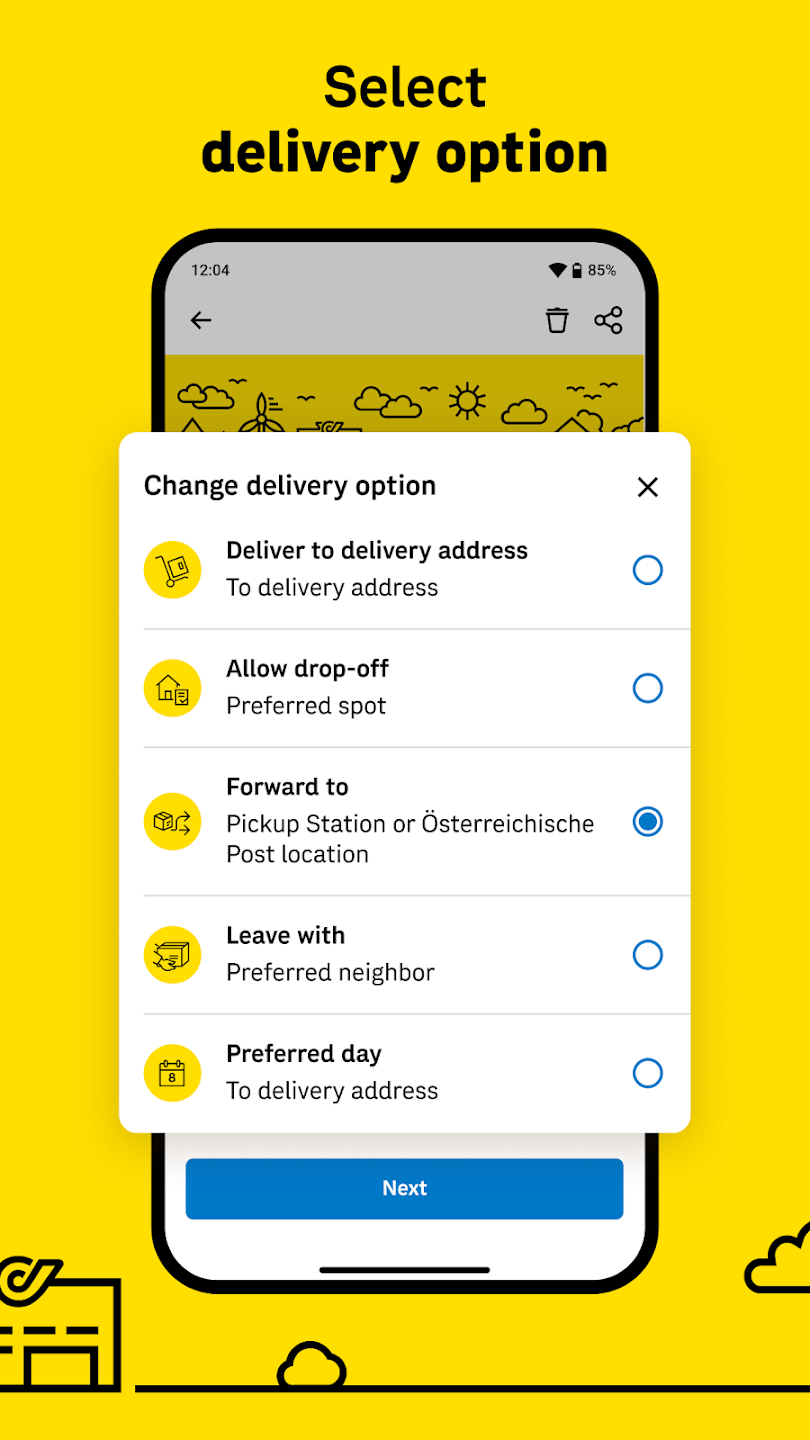 Select
delivery option
12:04
85%
Change delivery option
Deliver to delivery address
To delivery address
Allow drop-off
Preferred spot
Forward to
Pickup Station or Österreichische
Post location
Leave with
Preferred neighbor
8
Preferred day
To delivery address
Next